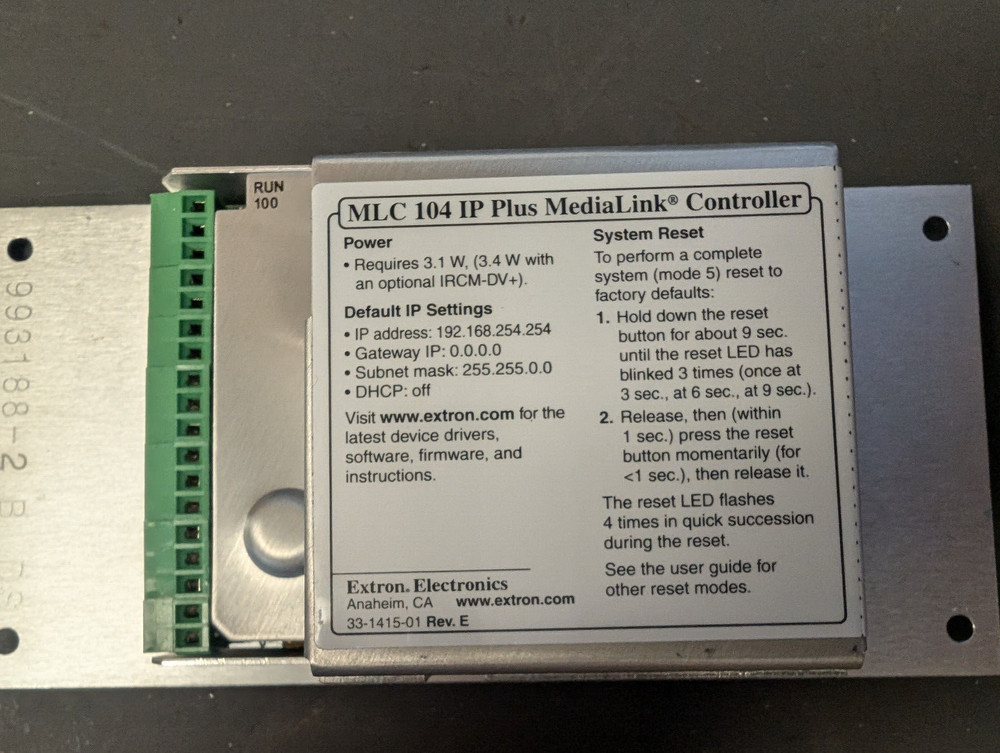 RUN
100
MLC 104 IP Plus MediaLink® Controller
Power
• Requires 3.1 W, (3.4 W with
an optional IRCM-DV+).
Default IP Settings
• IP address: 192.168.254.254
• Gateway IP: 0.0.0.0
• Subnet mask: 255.255.0.0
• DHCP: off
Visit www.extron.com for the
latest device drivers,
software, firmware, and
instructions.
Extron. Electronics
Anaheim, CA www.extron.com
33-1415-01 Rev. E
System Reset
To perform a complete
system (mode 5) reset to
factory defaults:
1. Hold down the reset
button for about 9 sec.
until the reset LED has
blinked 3 times (once at
3 sec., at 6 sec., at 9 sec.).
2. Release, then (within
1 sec.) press the reset
button momentarily (for
<1 sec.), then release it.
The reset LED flashes
4 times in quick succession
during the reset.
See the user guide for
other reset modes.
993188-2 B